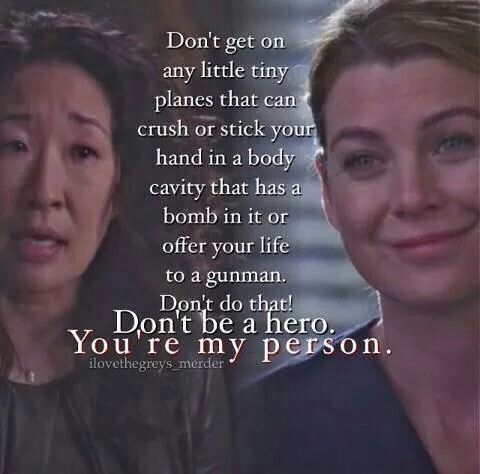 Don't get on
any little tiny
planes that can
crush or stick your
hand in a body
cavity that has a
bomb in it or
offer your life
to a gunman.
Don't do that!
Don't be a hero.
You're my person.
ilovethegreys_merder